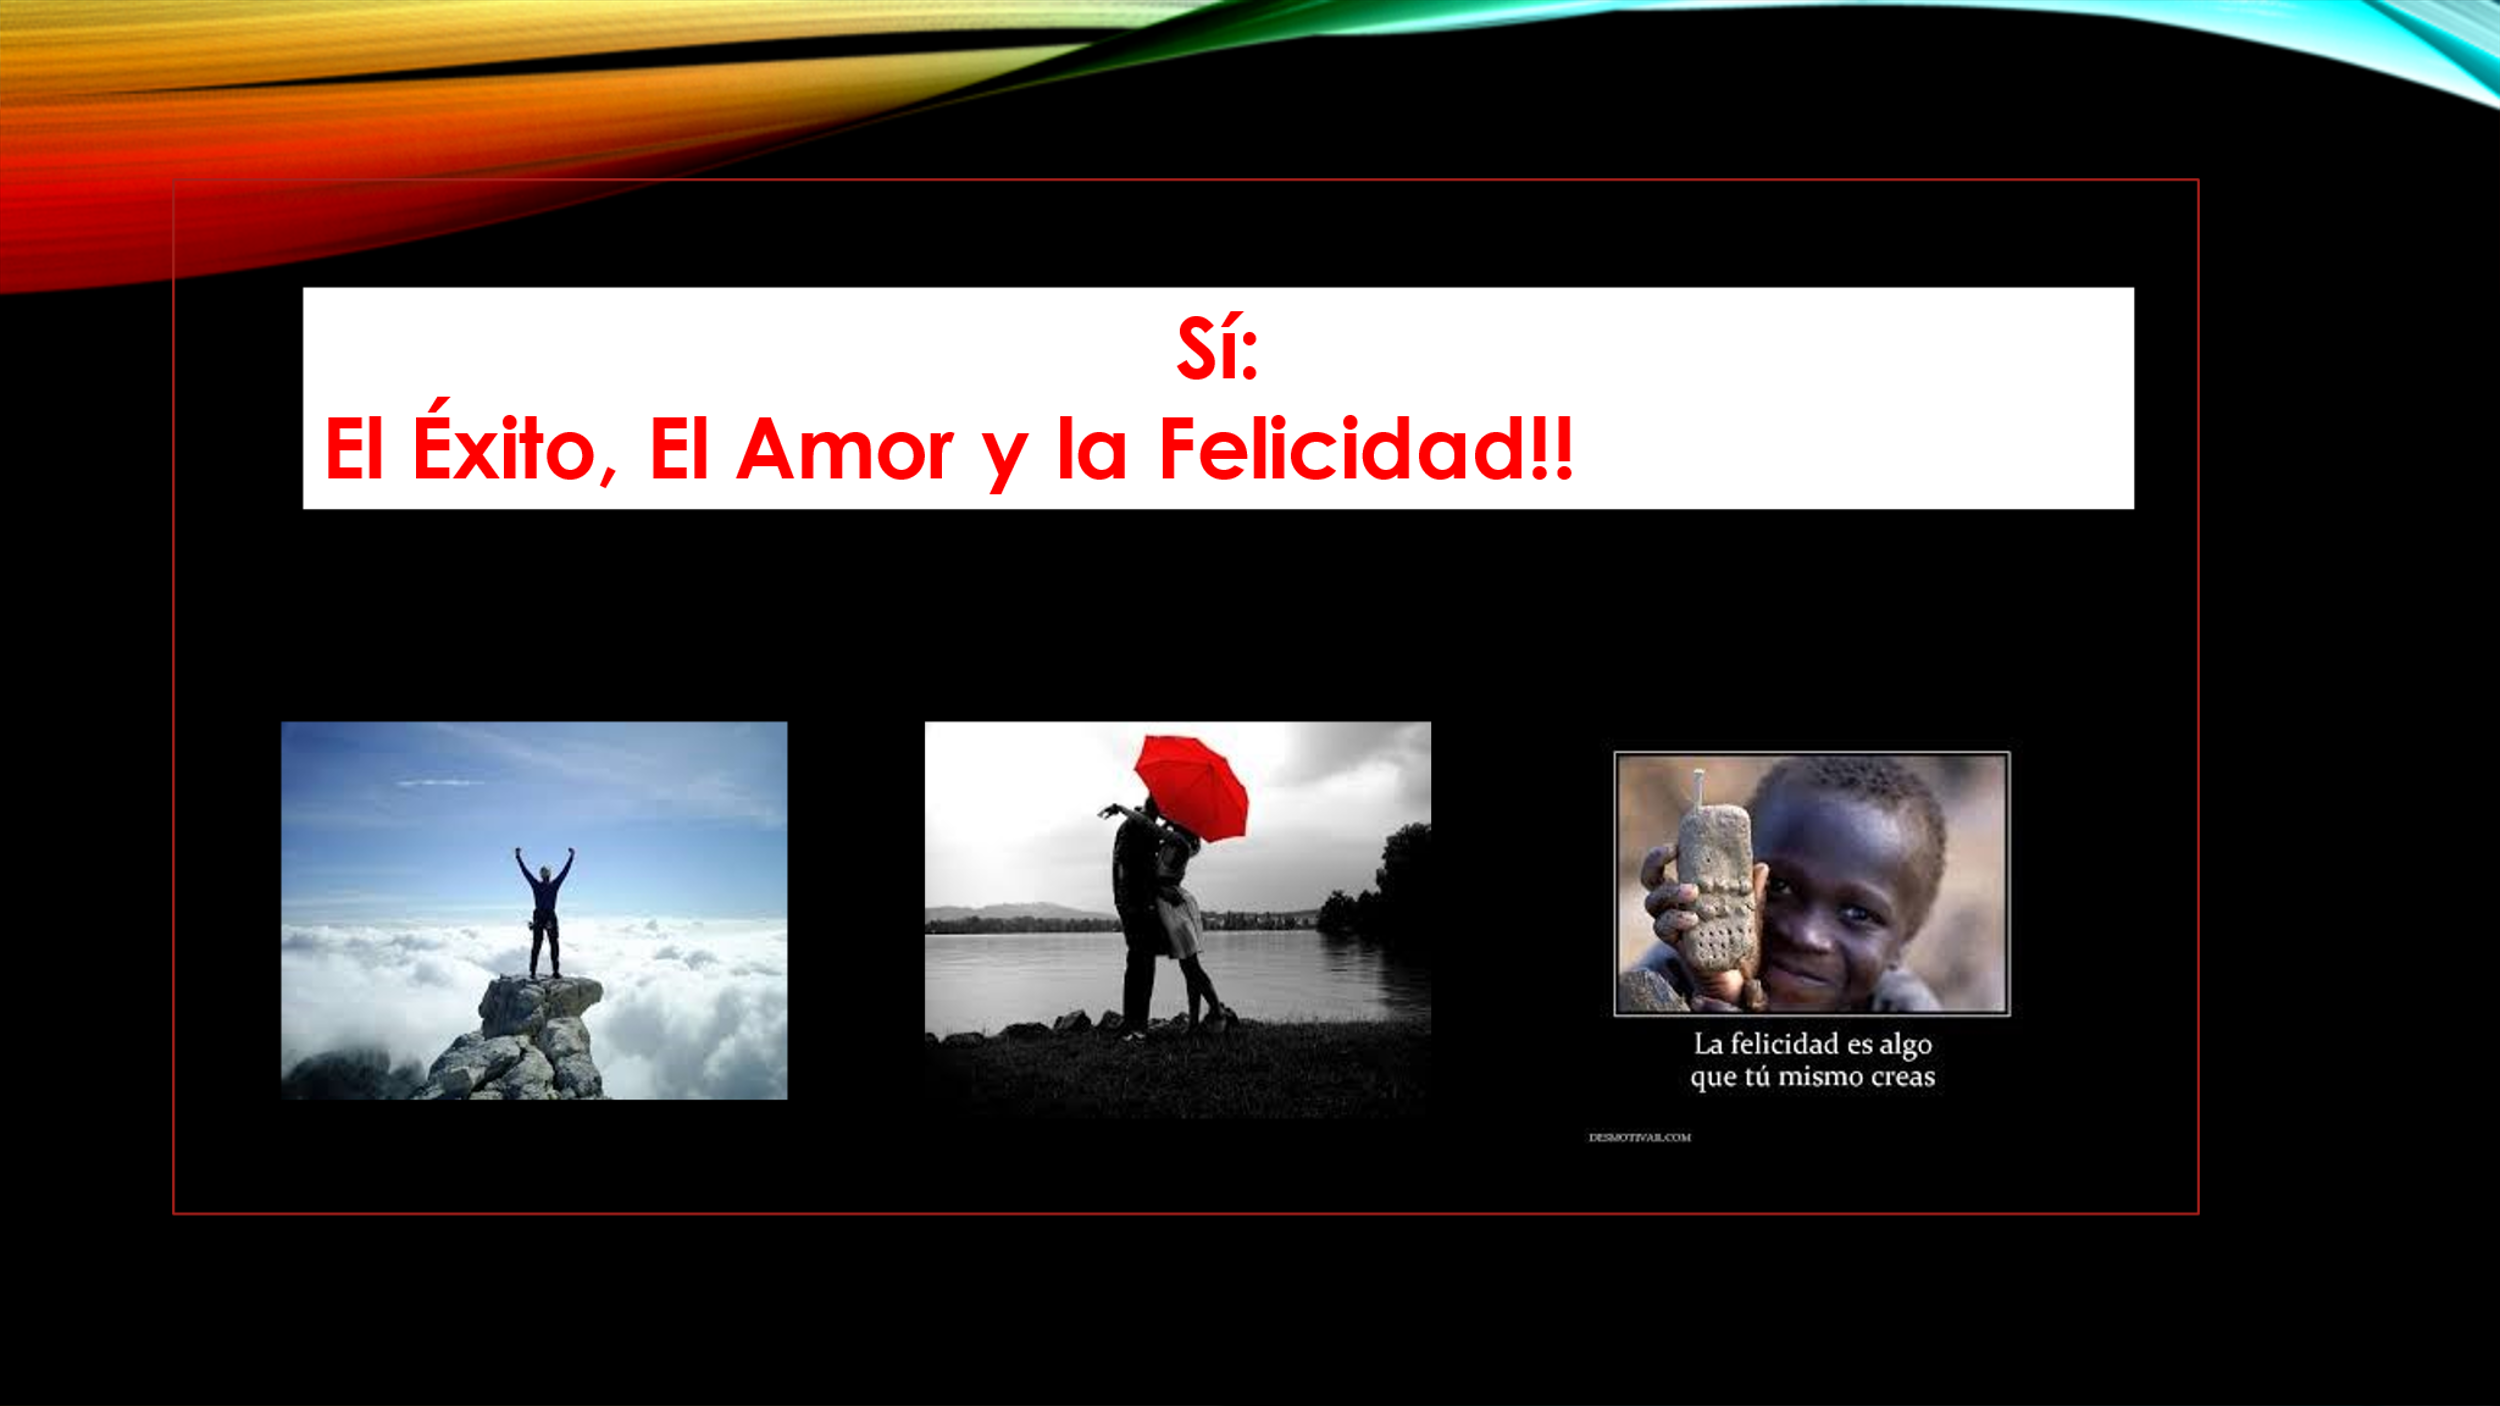 Sí:
El Éxito, El Amor y la Felicidad!!
La felicidad es algo
que tú mismo creas
DESMOTIVAR.COM